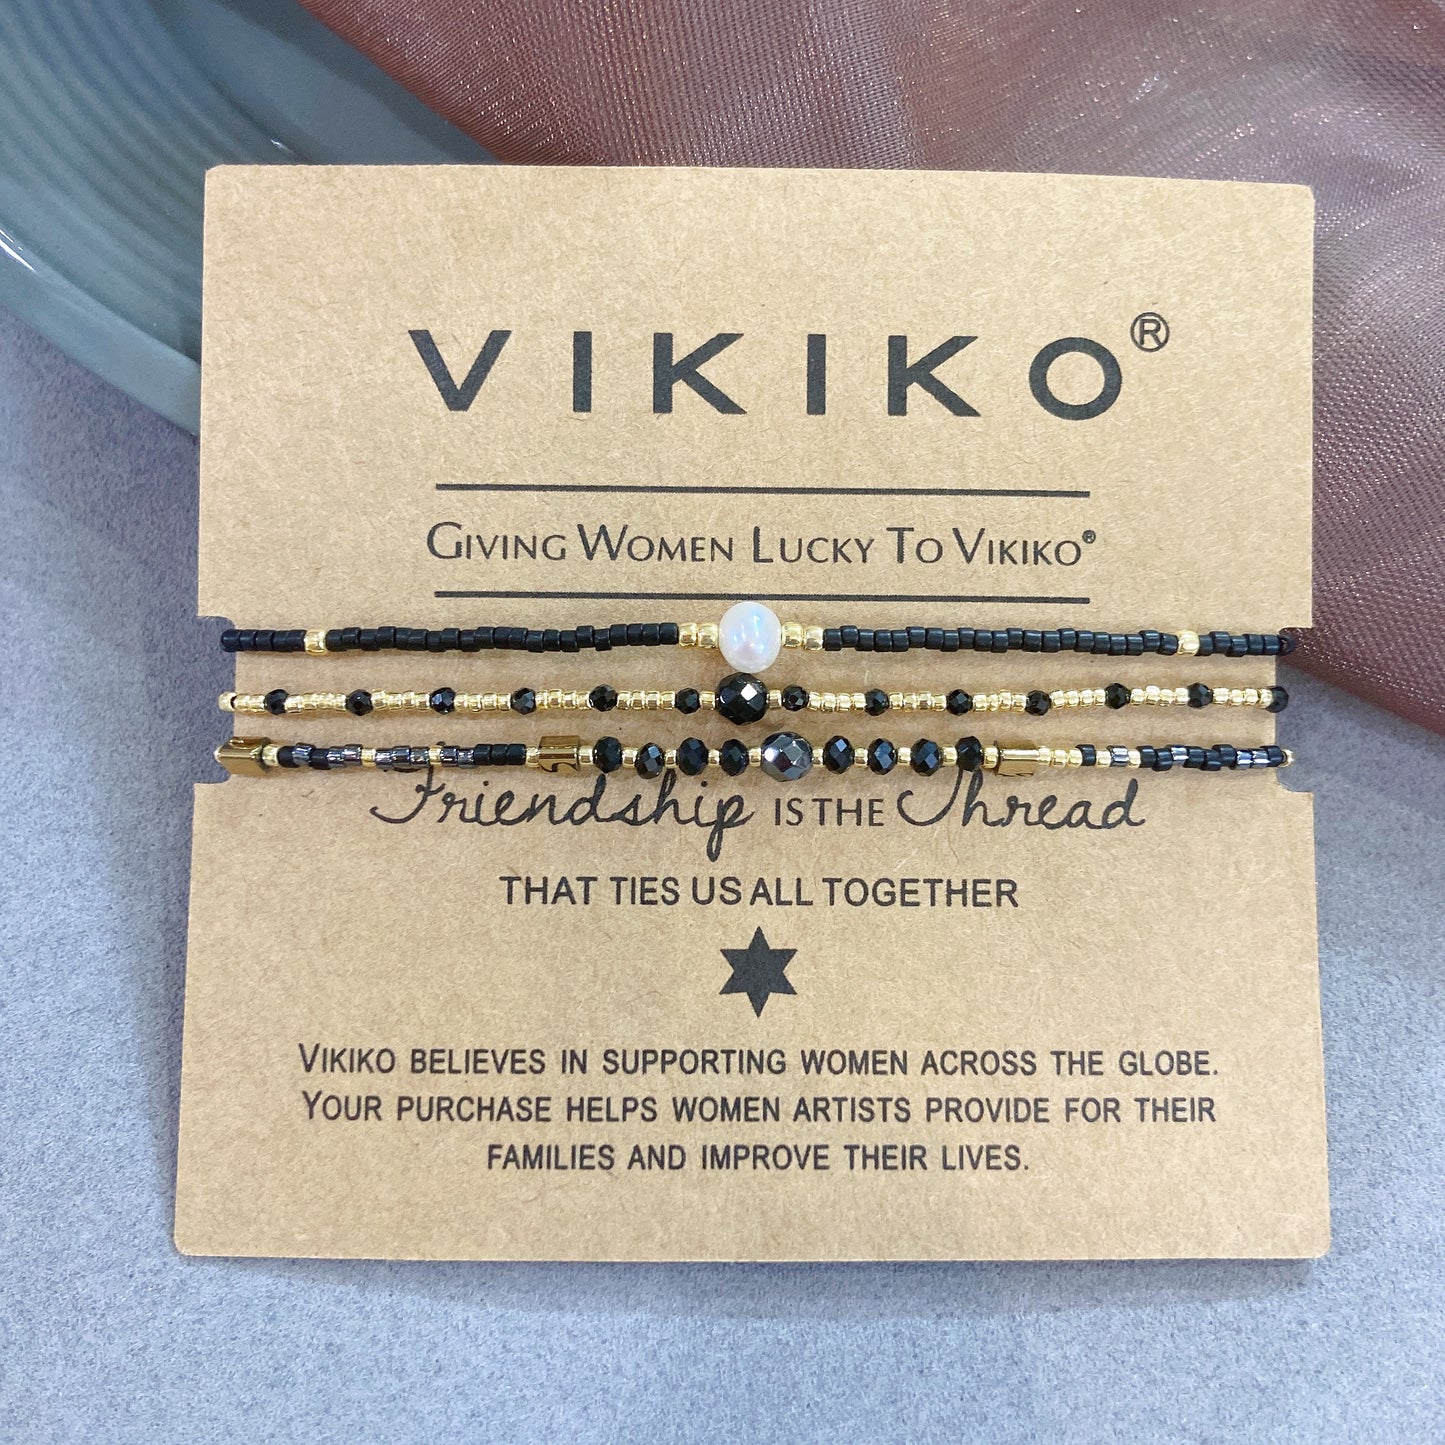 VIKIKO®
GIVING WOMEN LUCKY TO VIKIKO®
Friendship IS THE Thread
THAT TIES US ALL TOGETHER
VIKIKO BELIEVES IN SUPPORTING WOMEN ACROSS THE GLOBE.
YOUR PURCHASE HELPS WOMEN ARTISTS PROVIDE FOR THEIR
FAMILIES AND IMPROVE THEIR LIVES.